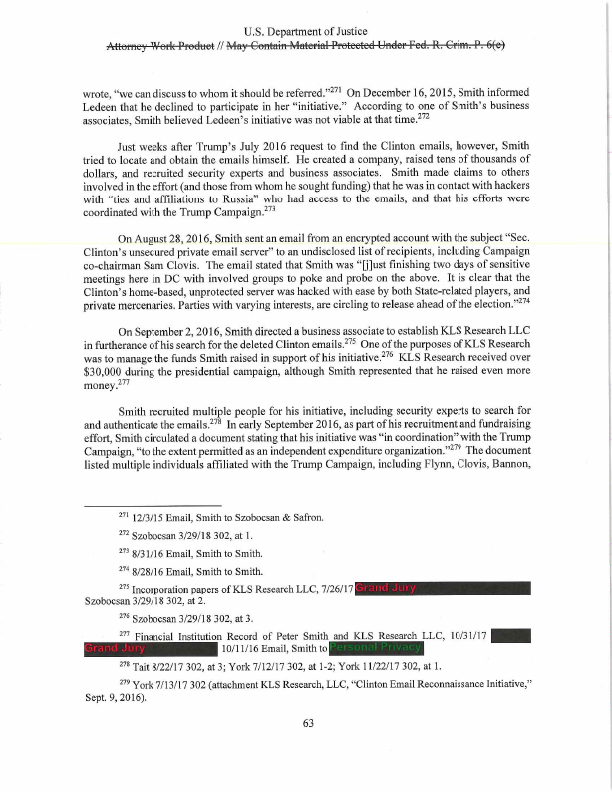 U.S. Department of Justice
Attorney Work Product // May Contain Material Protected Under Fed. R. Crim. P. 6(e)
wrote, “we can discuss to whom it should be referred.”271 On December 16, 2015, Smith informed
Ledeen that he declined to participate in her “initiative.” According to one of Smith's business
associates, Smith believed Ledeen's initiative was not viable at that time.272
Just weeks after Trump's July 2016 request to find the Clinton emails, however, Smith
tried to locate and obtain the emails himself. He created a company, raised tens of thousands of
dollars, and recruited security experts and business associates. Smith made claims to others
involved in the effort (and those from whom he sought funding) that he was in contact with hackers
with “ties and affiliations to Russia” who had access to the emails, and that his efforts were
coordinated with the Trump Campaign.273
On August 28, 2016, Smith sent an email from an encrypted account with the subject “Sec.
Clinton's unsecured private email server” to an undisclosed list of recipients, including Campaign
co-chairman Sam Clovis. The email stated that Smith was “[j]ust finishing two days of sensitive
meetings here in DC with involved groups to poke and probe on the above. It is clear that the
Clinton's home-based, unprotected server was hacked with ease by both State-related players, and
private mercenaries. Parties with varying interests, are circling to release ahead of the election.”274
On September 2, 2016, Smith directed a business associate to establish KLS Research LLC
in furtherance of his search for the deleted Clinton emails.275 One of the purposes of KLS Research
was to manage the funds Smith raised in support of his initiative.276 KLS Research received over
$30,000 during the presidential campaign, although Smith represented that he raised even more
money.277
Smith recruited multiple people for his initiative, including security experts to search for
and authenticate the emails.278 In early September 2016, as part of his recruitment and fundraising
effort, Smith circulated a document stating that his initiative was “in coordination” with the Trump
Campaign, “to the extent permitted as an independent expenditure organization.”279 The document
listed multiple individuals affiliated with the Trump Campaign, including Flynn, Clovis, Bannon,
271 12/3/15 Email, Smith to Szobocsan & Safron.
272 Szobocsan 3/29/18 302, at 1.
273 8/31/16 Email, Smith to Smith.
274 8/28/16 Email, Smith to Smith.
275 Incorporation papers of KLS Research LLC, 7/26/17 Grand Jury
Szobocsan 3/29/18 302, at 2.
276 Szobocsan 3/29/18 302, at 3.
277 Financial Institution Record of Peter Smith and KLS Research LLC, 10/31/17
Grand Jury 10/11/16 Email, Smith to Personal Privacy
278 Tait 8/22/17 302, at 3; York 7/12/17 302, at 1-2; York 11/22/17 302, at 1.
279 York 7/13/17 302 (attachment KLS Research, LLC, “Clinton Email Reconnaissance Initiative,”
Sept. 9, 2016).
63